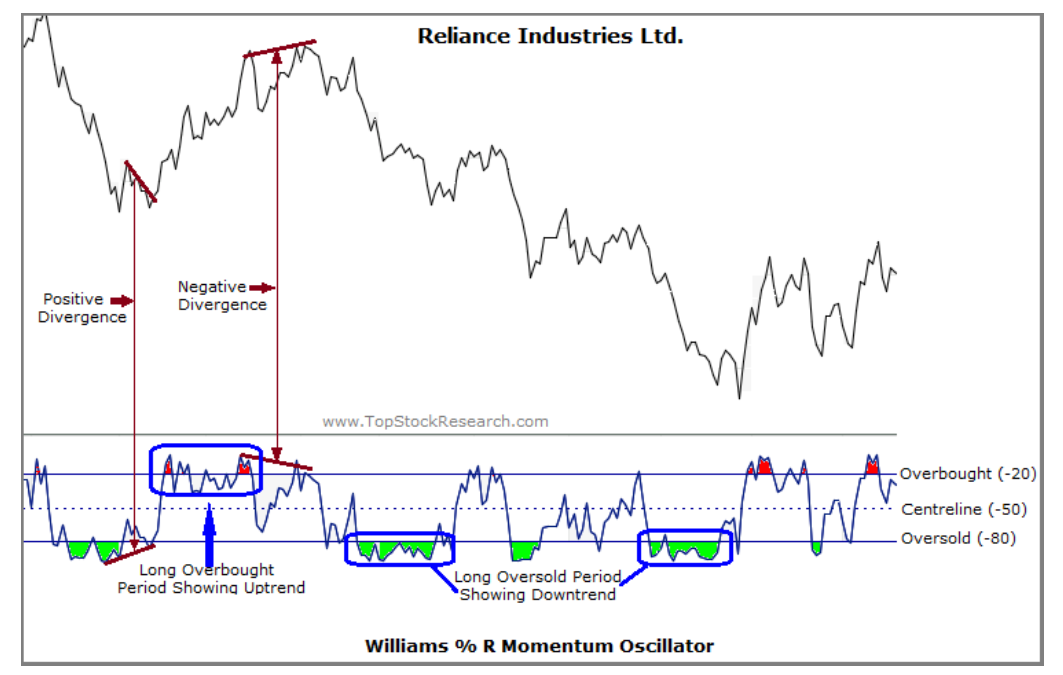 Reliance Industries Ltd.
Positive
Divergence
Negative
Divergence
www.TopStockResearch.com
Overbought (-20)
Centreline (-50)
Oversold (-80)
Long Overbought
Period Showing Uptrend
Long Oversold Period
Showing Downtrend
Williams % R Momentum Oscillator